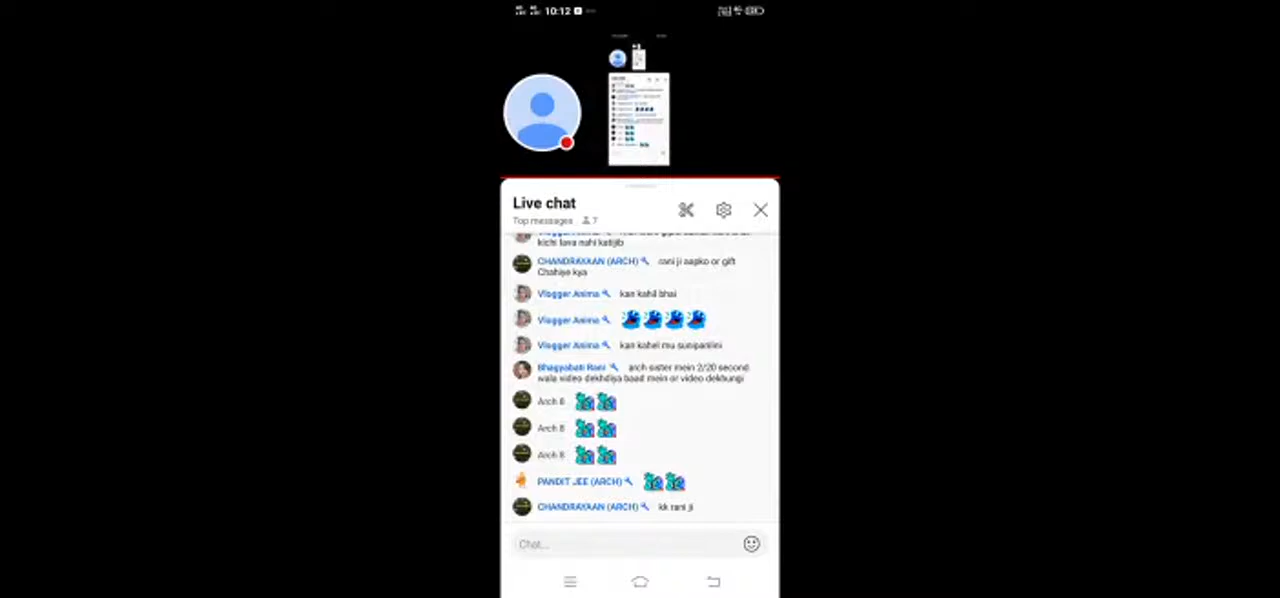 10:12
Live chat
Top messages 7
kichi lava nahi katijib
CHANDRAYAAN (ARCH) rani ji aapko or gift
Chahiye kya
Vlogger Anima kan kahil bhai
Vlogger Anima
Vlogger Anima kan kahel mu sunipanlini
Bhagyabati Rani arch sister mein 2/20 second
wala video dekhdiya baad mein or video dekhungi
Arch 8
Arch 8
Arch 8
PANDIT JEE (ARCH)
CHANDRAYAAN (ARCH) kk rani ji
Chat...